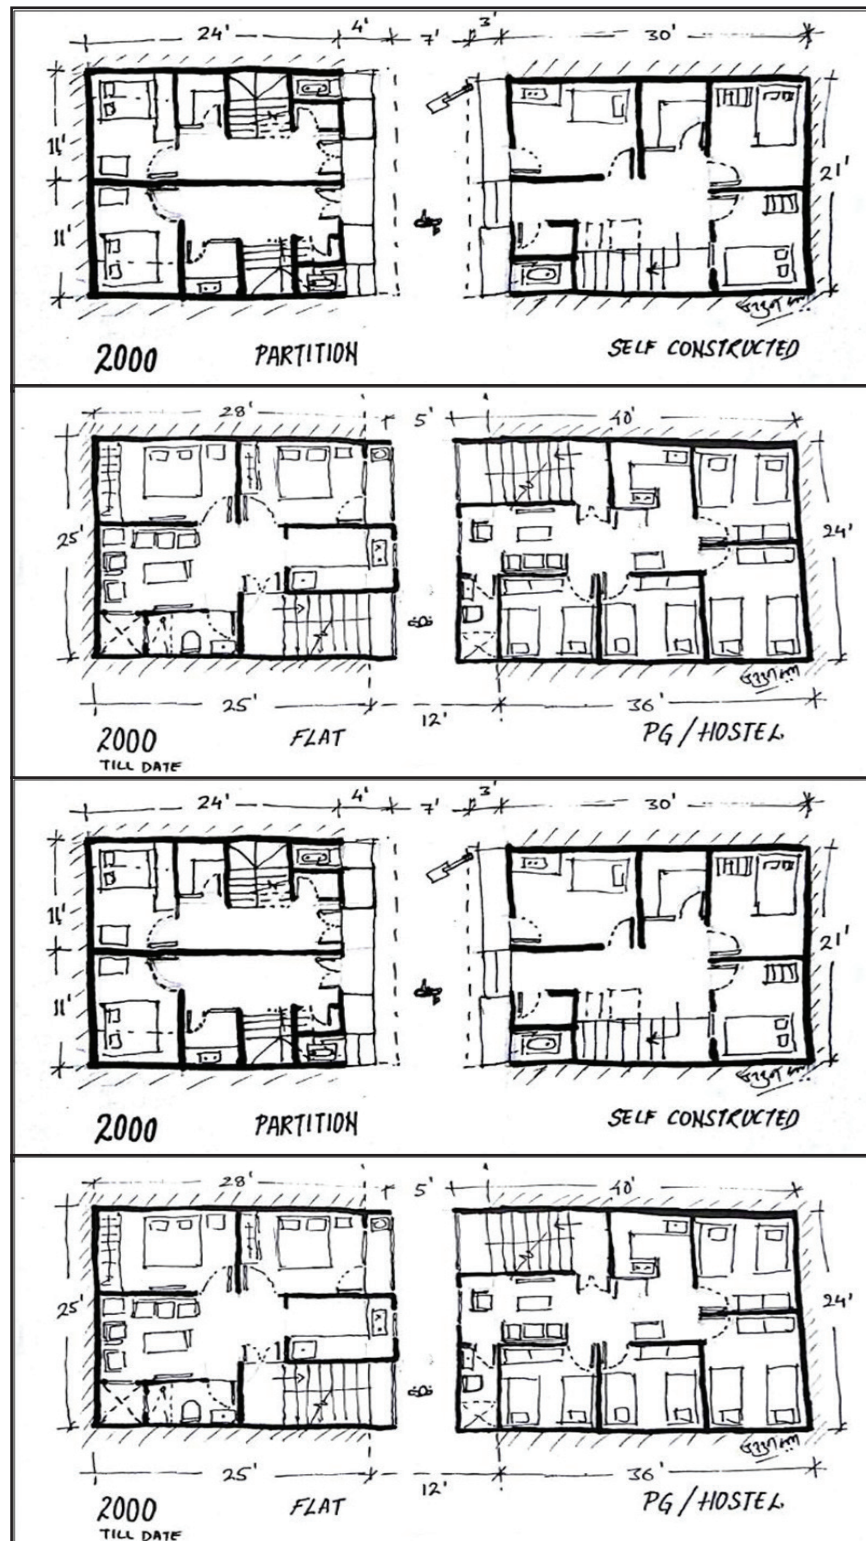 24' 4' 7' 3' 30'
11'
21'
11'
2000 PARTITION SELF CONSTRUCTED
28' 5' 40'
25' 24'
25' 12' 36'
2000 FLAT PG/HOSTEL
TILL DATE
24' 4' 7' 3' 30'
11'
21'
11'
2000 PARTITION SELF CONSTRUCTED
28' 5' 40'
25' 24'
25' 12' 36'
2000 FLAT PG/HOSTEL
TILL DATE